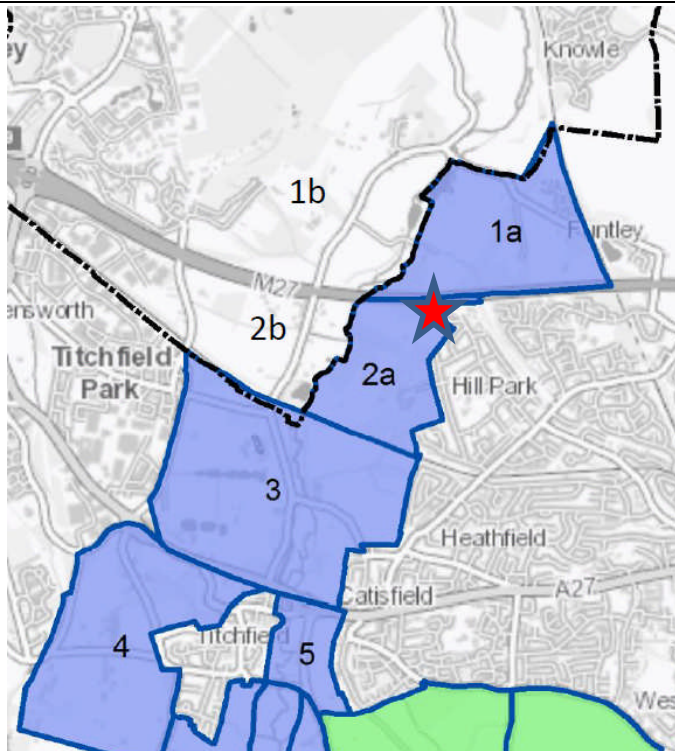 ey
Knowle
1b
1a
Funtley
M27
ensworth
2b
Titchfield
Park
2a
Hill Park
3
Heathfield
Catisfield
A27
4
Titchfield
5
Wes